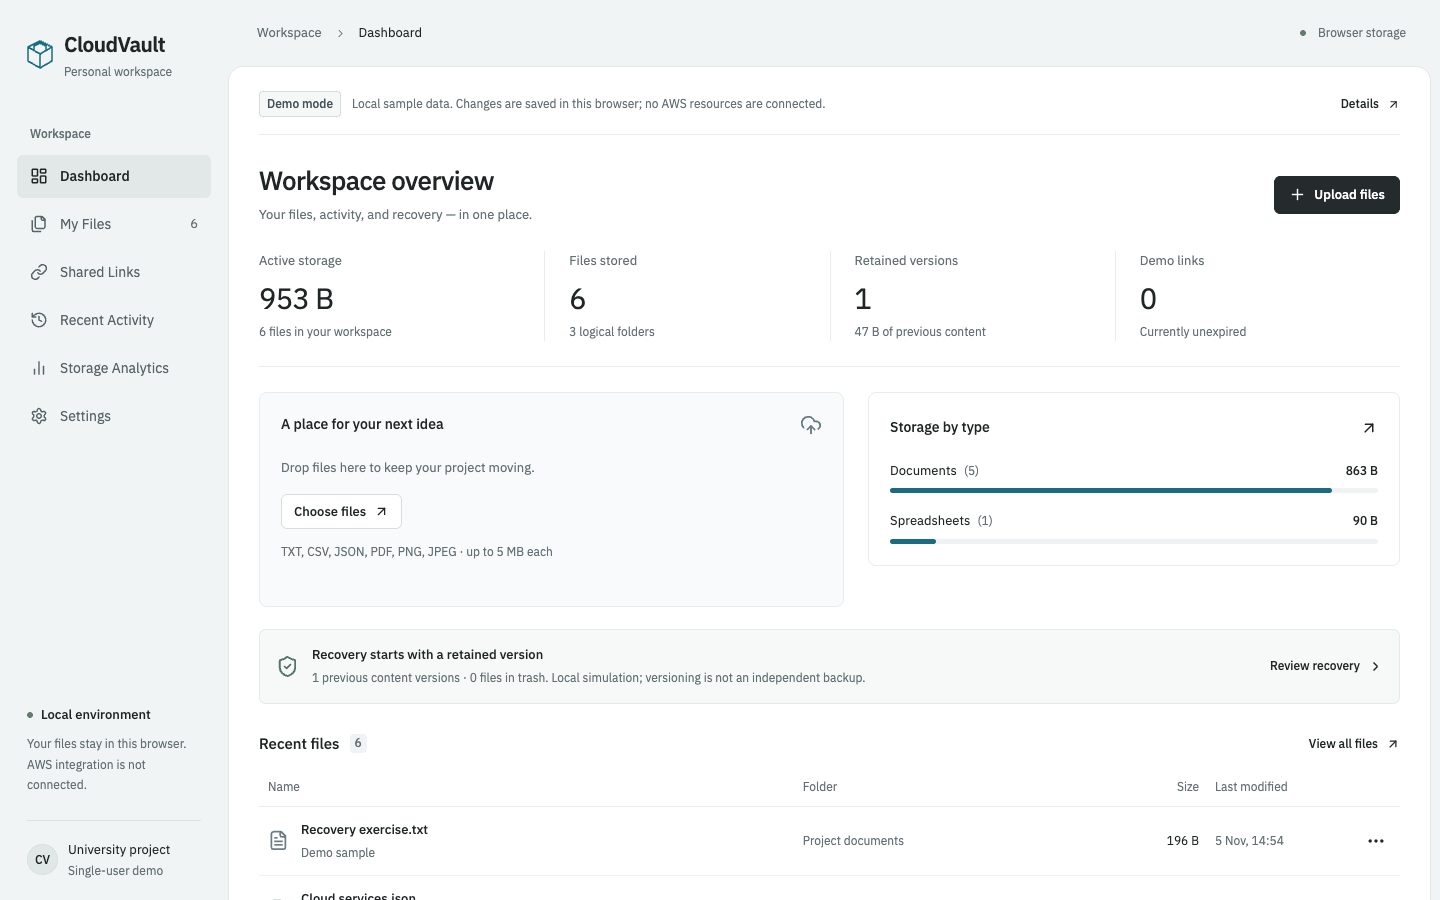 CloudVault
Personal workspace
Workspace
Dashboard
My Files 6
Shared Links
Recent Activity
Storage Analytics
Settings
Local environment
Your files stay in this browser.
AWS integration is not
connected.
CV
University project
Single-user demo
Workspace > Dashboard
Browser storage
Demo mode Local sample data. Changes are saved in this browser; no AWS resources are connected.
Details
Workspace overview
Your files, activity, and recovery — in one place.
Upload files
Active storage
953 B
6 files in your workspace
Files stored
6
3 logical folders
Retained versions
1
47 B of previous content
Demo links
0
Currently unexpired
A place for your next idea
Drop files here to keep your project moving.
Choose files
TXT, CSV, JSON, PDF, PNG, JPEG · up to 5 MB each
Storage by type
Documents (5) 863 B
Spreadsheets (1) 90 B
Recovery starts with a retained version
1 previous content versions · 0 files in trash. Local simulation; versioning is not an independent backup.
Review recovery
Recent files 6
View all files
Name Folder Size Last modified
Recovery exercise.txt
Demo sample
Project documents 196 B 5 Nov, 14:54
Cloud services.json